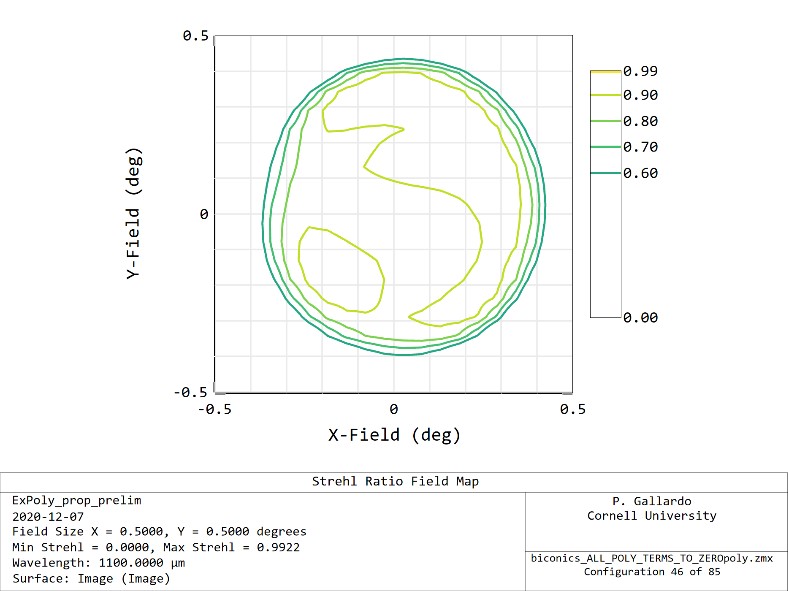 0.5
0
-0.5
-0.5
0
0.5
Y-Field (deg)
X-Field (deg)
0.99
0.90
0.80
0.70
0.60
0.00
Strehl Ratio Field Map
ExPoly_prop_prelim
2020-12-07
Field Size X = 0.5000, Y = 0.5000 degrees
Min Strehl = 0.0000, Max Strehl = 0.9922
Wavelength: 1100.0000 µm
Surface: Image (Image)
P. Gallardo
Cornell University
biconics_ALL_POLY_TERMS_TO_ZEROpoly.zmx
Configuration 46 of 85